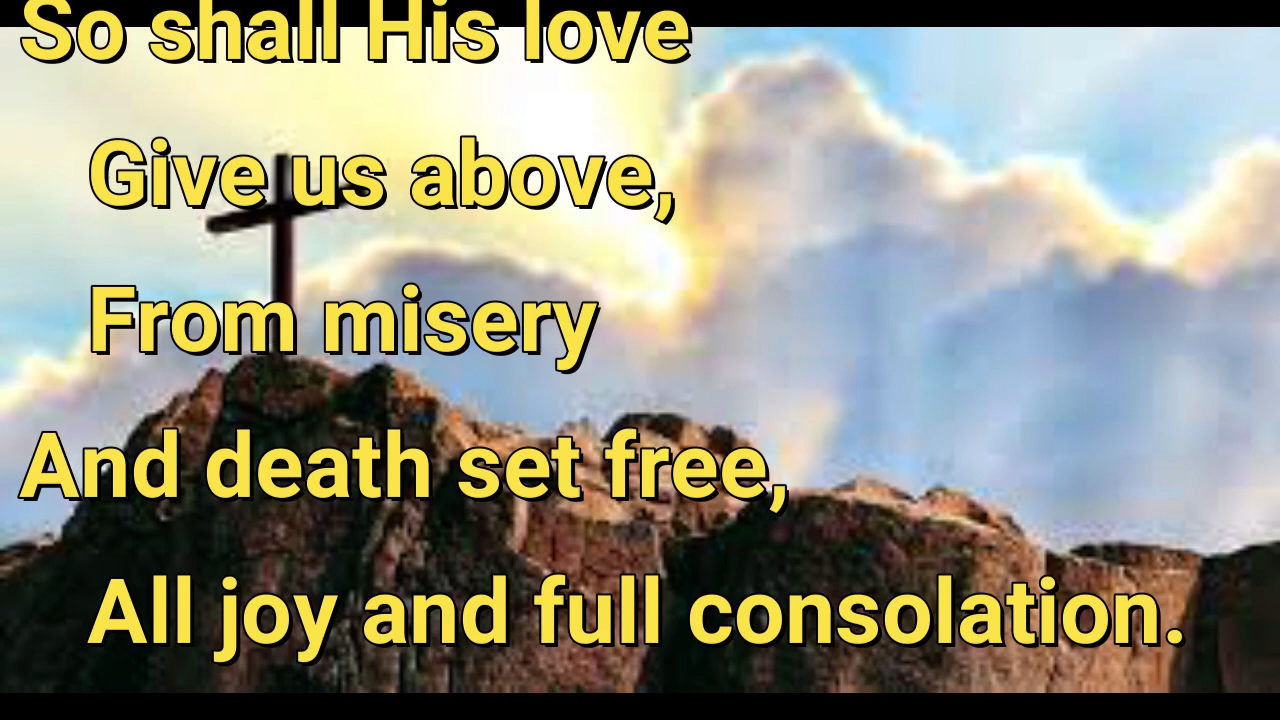 So shall His love
Give us above,
From misery
And death set free,
All joy and full consolation.